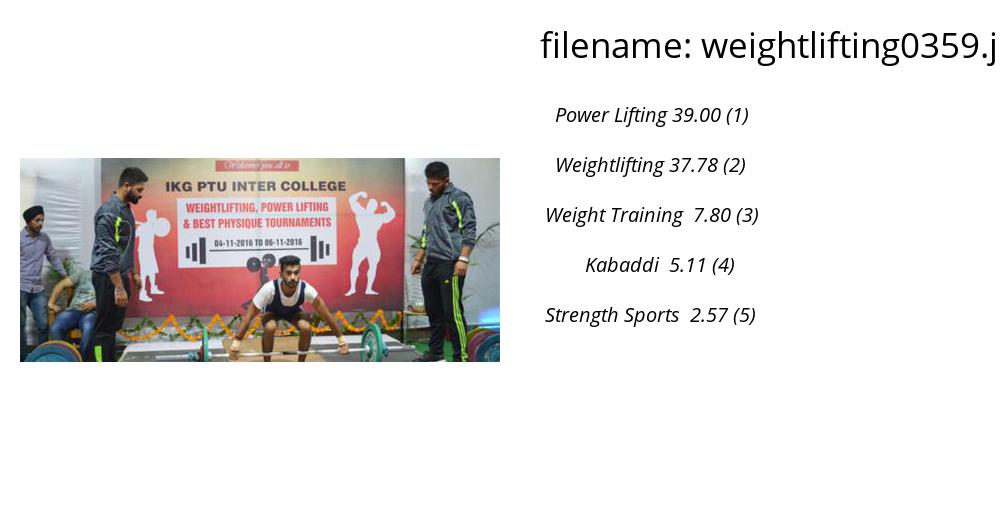 filename: weightlifting0359.j
Power Lifting 39.00 (1)
Weightlifting 37.78 (2)
Weight Training 7.80 (3)
Kabaddi 5.11 (4)
Strength Sports 2.57 (5)
Welcomes you all to
IKG PTU INTER COLLEGE
WEIGHTLIFTING, POWER LIFTING
& BEST PHYSIQUE TOURNAMENTS
04-11-2016 TO 06-11-2016